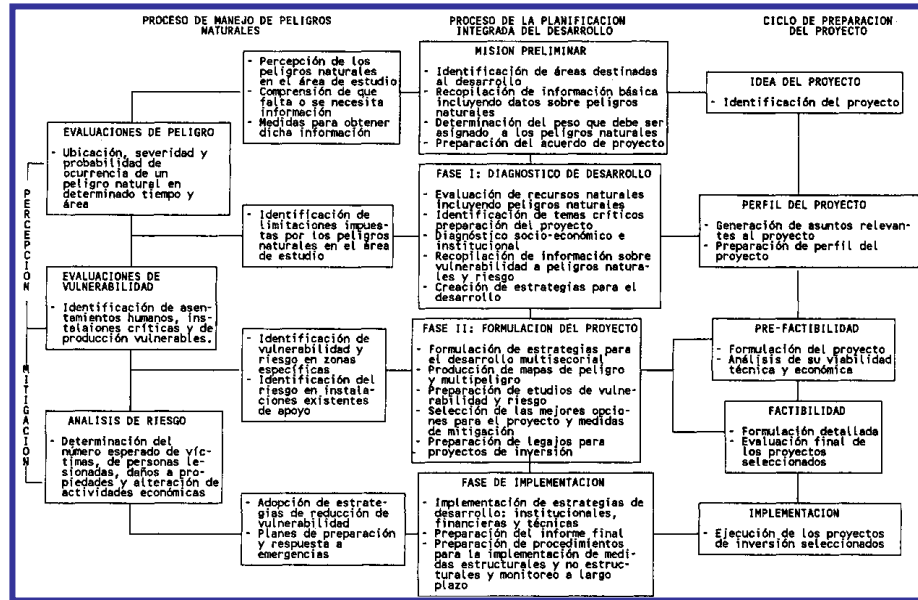 PROCESO DE MANEJO DE PELIGROS
NATURALES
PROCESO DE LA PLANIFICACION
INTEGRADA DEL DESARROLLO
CICLO DE PREPARACION
DEL PROYECTO
PERCEPCION
MITIGACION
EVALUACIONES DE PELIGRO
- Ubicación, severidad y
probabilidad de
ocurrencia de un
peligro natural en
determinado tiempo y
área
EVALUACIONES DE
VULNERABILIDAD
- Identificación de asen-
tamientos humanos, ins-
talaiones críticas y de
producción vulnerables.
ANALISIS DE RIESGO
- Determinación del
número esperado de víc-
timas, de personas le-
sionadas, daños a pro-
piedades y alteración de
actividades económicas
- Percepción de los
peligros naturales
en el área de estudio
- Comprensión de que
falta o se necesita
información
- Medidas para obtener
dicha información
- Identificación de
limitaciones impues-
tas por los peligros
naturales en el área
de estudio
- Identificación de
vulnerabilidad y
riesgo en zonas
específicas
- Identificación del
riesgo en instala-
ciones existentes
de apoyo
- Adopción de estrate-
gias de reducción de
vulnerabilidad
- Planes de preparación
y respuesta a
emergencias
MISION PRELIMINAR
- Identificación de áreas destinadas
al desarrollo
- Recopilación de información básica
incluyendo datos sobre peligros
naturales
- Determinación del peso que debe ser
asignado a los peligros naturales
- Preparación del acuerdo de proyecto
FASE I: DIAGNOSTICO DE DESARROLLO
- Evaluación de recursos naturales
incluyendo peligros naturales
- Identificación de temas críticos
preparación del proyecto
- Diagnóstico socio-económico e
institucional
- Recopilación de información sobre
vulnerabilidad a peligros natura-
les y riesgo
- Creación de estrategias para el
desarrollo
FASE II: FORMULACION DEL PROYECTO
- Formulación de estrategias para
el desarrollo multisecorial
- Producción de mapas de peligro
y multipeligro
- Preparación de etudios de vulne-
rabilidad y riesgo
- Selección de las mejores opcio-
nes para el proyecto y medidas
de mitigación
- Preparación de legajos para
proyectos de inversión
FASE DE IMPLEMENTACION
- Implementación de estrategias de
desarrollo: institucionales,
financieras y técnicas
- Preparación del informe final
- Preparación de procedimientos
para la implementación de medi-
das estructurales y no estruc-
turales y monitoreo a largo
plazo
IDEA DEL PROYECTO
- Identificación del proyecto
PERFIL DEL PROYECTO
- Generación de asuntos relevan-
tes al proyecto
- Preparación de perfil del
proyecto
PRE-FACTIBILIDAD
- Formulación del proyecto
- Análisis de su viabilidad
técnica y económica
FACTIBILIDAD
- Formulación detallada
- Evaluación final de
los proyectos
seleccionados
IMPLEMENTACION
- Ejecución de los proyectos
de inversión seleccionados